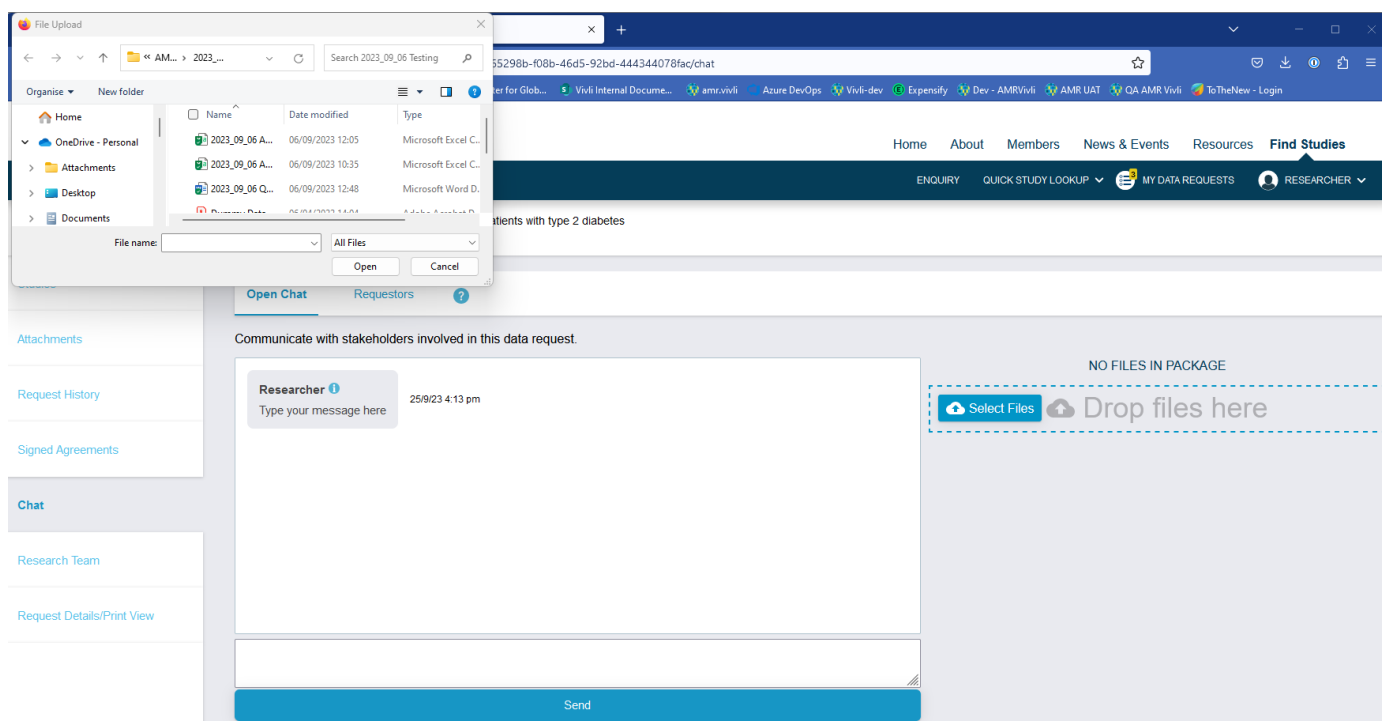 File Upload
« AM... › 2023_...
Search 2023_09_06 Testing
Organise
New folder
Home
OneDrive - Personal
Attachments
Desktop
Documents
Name Date modified Type
2023_09_06 A... 06/09/2023 12:05 Microsoft Excel C...
2023_09_06 A... 06/09/2023 10:35 Microsoft Excel C...
2023_09_06 Q... 06/09/2023 12:48 Microsoft Word D...
File name:
All Files
Open Cancel
55298b-f08b-46d5-92bd-444344078fac/chat
ter for Glob... Vivli Internal Docume... amr.vivli Azure DevOps Vivli-dev Expensify Dev - AMRVivli AMR UAT QA AMR Vivli ToTheNew - Login
Home About Members News & Events Resources Find Studies
ENQUIRY QUICK STUDY LOOKUP 3 MY DATA REQUESTS RESEARCHER
atients with type 2 diabetes
Attachments
Request History
Signed Agreements
Chat
Research Team
Request Details/Print View
Open Chat Requestors ?
Communicate with stakeholders involved in this data request.
Researcher
Type your message here
25/9/23 4:13 pm
Send
NO FILES IN PACKAGE
Select Files Drop files here